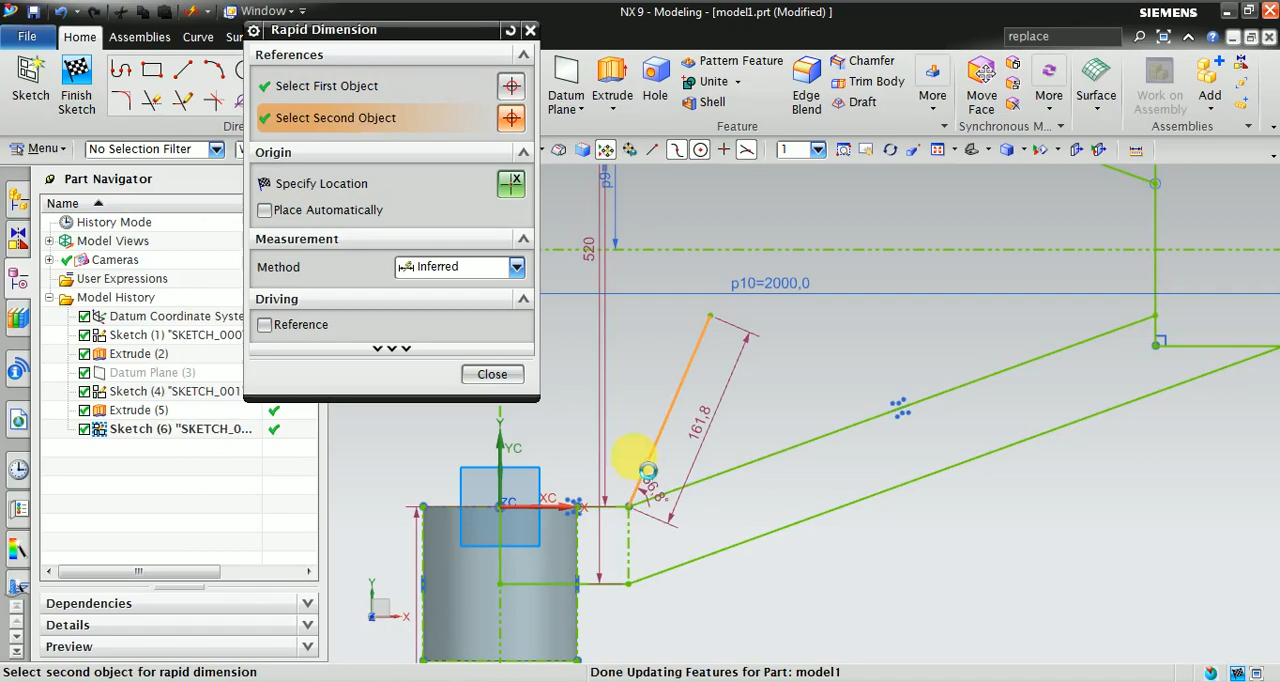 Window
NX 9 - Modeling - [model1.prt (Modified) ]
SIEMENS
File
Home
Assemblies
Curve
replace
Sketch
Finish
Sketch
Datum
Plane
Extrude
Hole
Pattern Feature
Unite
Shell
Edge
Blend
Chamfer
Trim Body
Draft
More
Move
Face
More
Surface
Work on
Assembly
Add
Feature
Synchronous M...
Assemblies
Menu
No Selection Filter
1
Part Navigator
Name
History Mode
Model Views
Cameras
User Expressions
Model History
Datum Coordinate Syste
Sketch (1) "SKETCH_000"
Extrude (2)
Datum Plane (3)
Sketch (4) "SKETCH_001"
Extrude (5)
Sketch (6) "SKETCH_0...
Dependencies
Details
Preview
Rapid Dimension
References
Select First Object
Select Second Object
Origin
Specify Location
Place Automatically
Measurement
Method
Inferred
Driving
Reference
Close
p9=
520
p10=2000,0
161,8
Y
YC
ZC
XC
X
Y
X
Select second object for rapid dimension
Done Updating Features for Part: model1